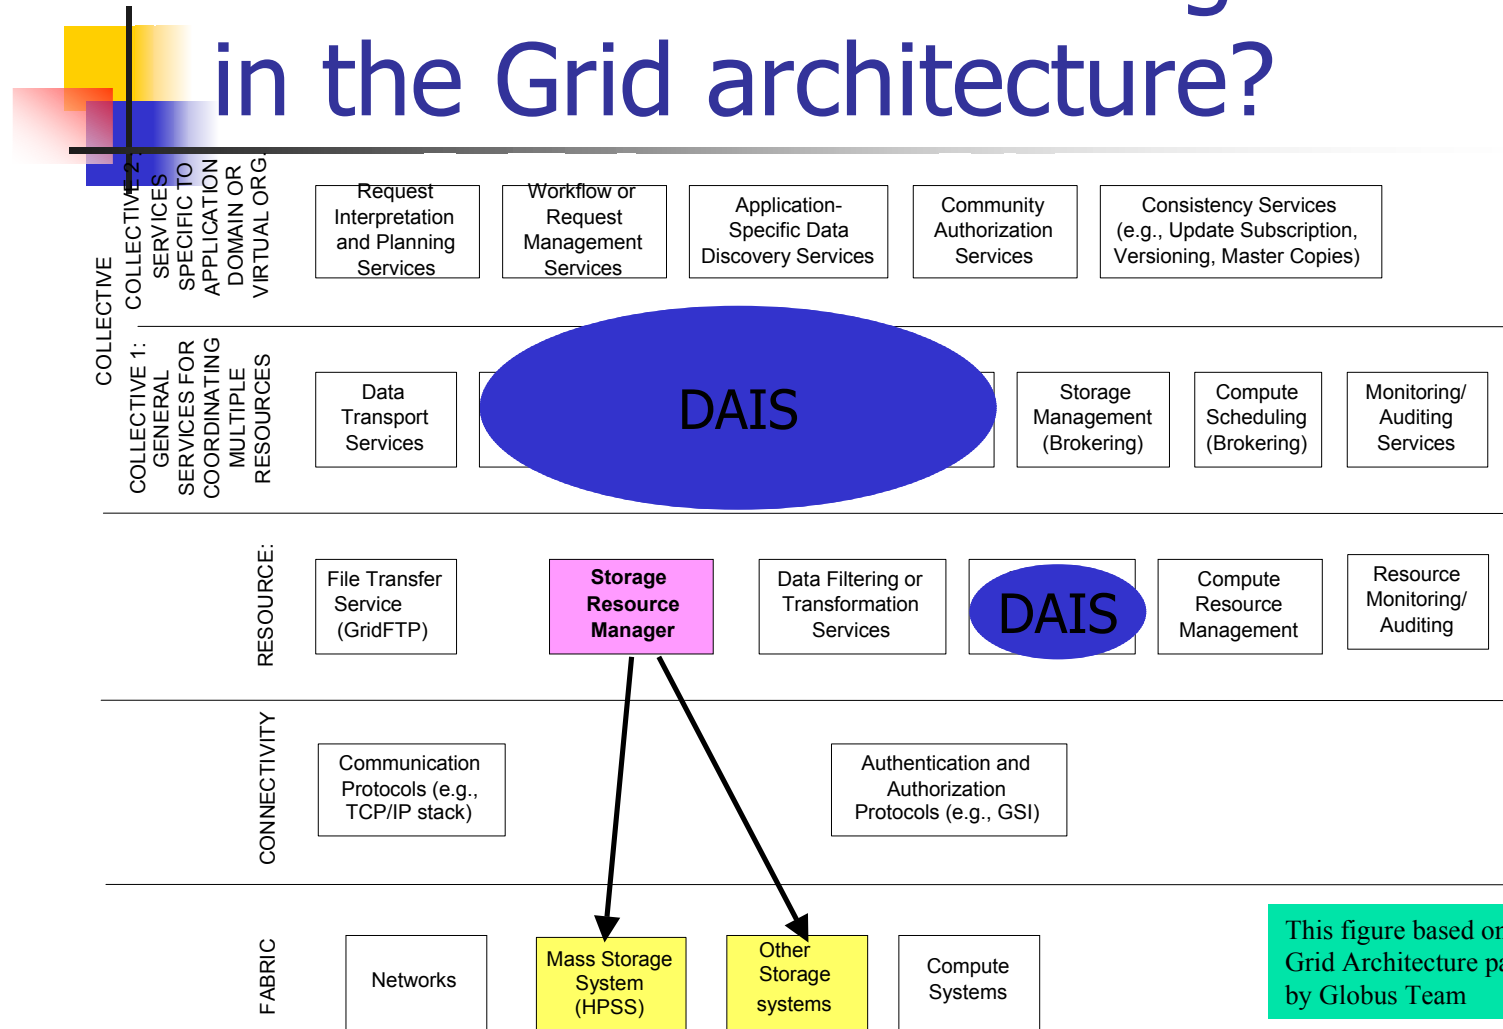 in the Grid architecture?
COLLECTIVE
COLLECTIVE 2 :
SERVICES
SPECIFIC TO
APPLICATION
DOMAIN OR
VIRTUAL ORG.
Request
Interpretation
and Planning
Services
Workflow or
Request
Management
Services
Application-
Specific Data
Discovery Services
Community
Authorization
Services
Consistency Services
(e.g., Update Subscription,
Versioning, Master Copies)
COLLECTIVE 1:
GENERAL
SERVICES FOR
COORDINATING
MULTIPLE
RESOURCES
Data
Transport
Services
DAIS
Storage
Management
(Brokering)
Compute
Scheduling
(Brokering)
Monitoring/
Auditing
Services
RESOURCE:
File Transfer
Service
(GridFTP)
Storage
Resource
Manager
Data Filtering or
Transformation
Services
DAIS
Compute
Resource
Management
Resource
Monitoring/
Auditing
CONNECTIVITY
Communication
Protocols (e.g.,
TCP/IP stack)
Authentication and
Authorization
Protocols (e.g., GSI)
FABRIC
Networks
Mass Storage
System
(HPSS)
Other
Storage
systems
Compute
Systems
This figure based on
Grid Architecture
by Globus Team